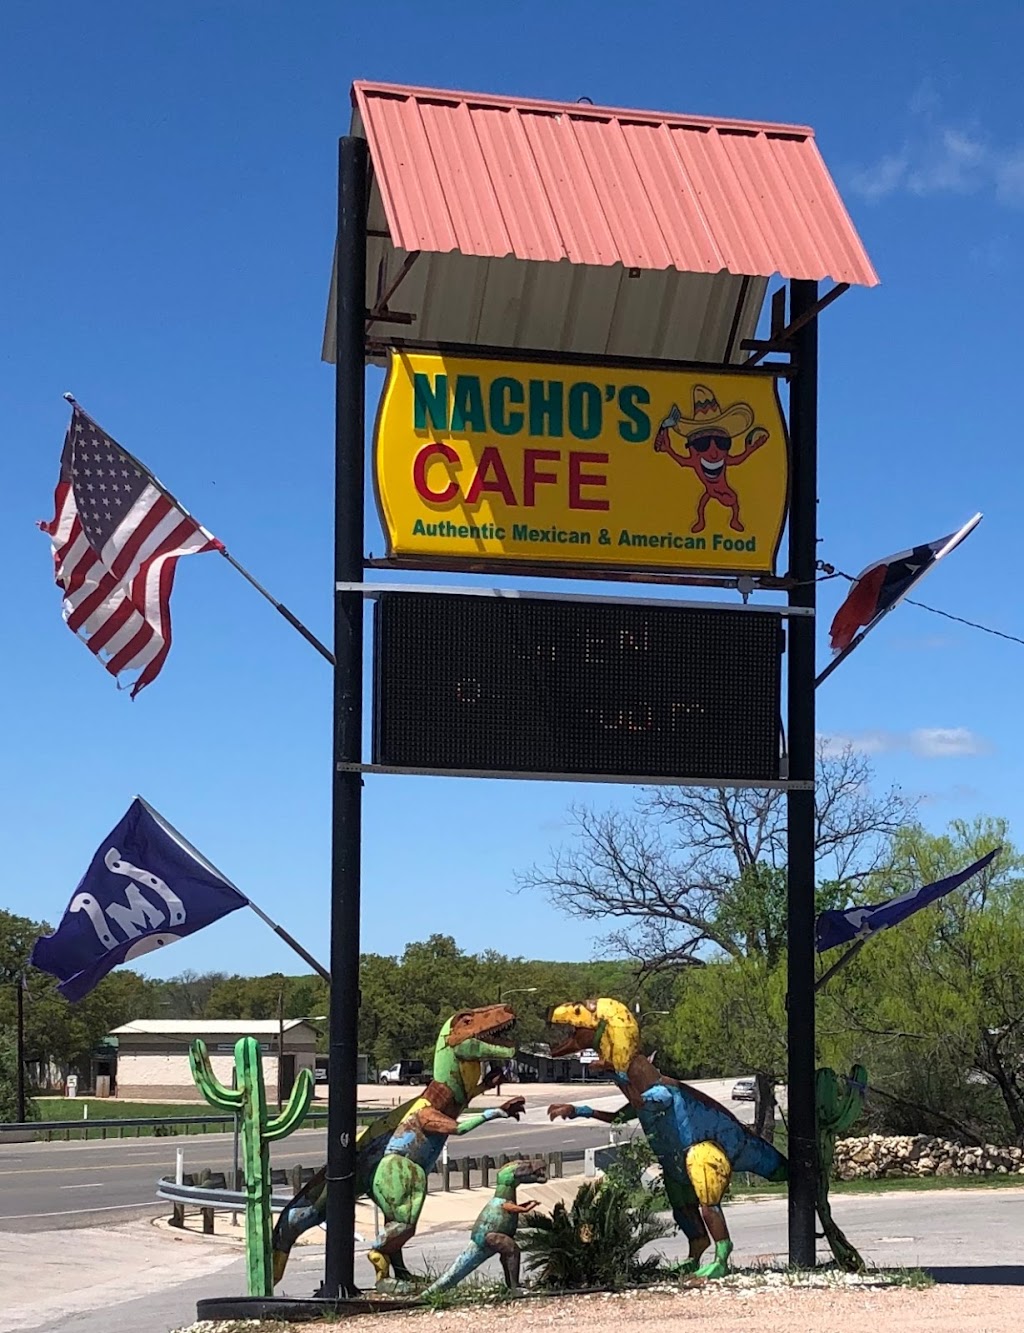 NACHO'S
CAFE
Authentic Mexican & American Food
M